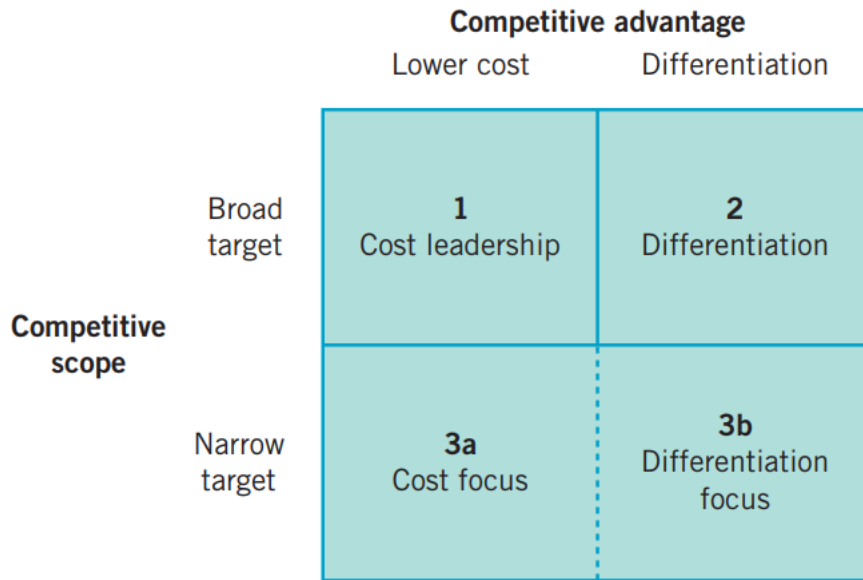 Competitive advantage
Lower cost
Differentiation
Broad
target
1
Cost leadership
2
Differentiation
Competitive
scope
Narrow
target
3a
Cost focus
3b
Differentiation
focus